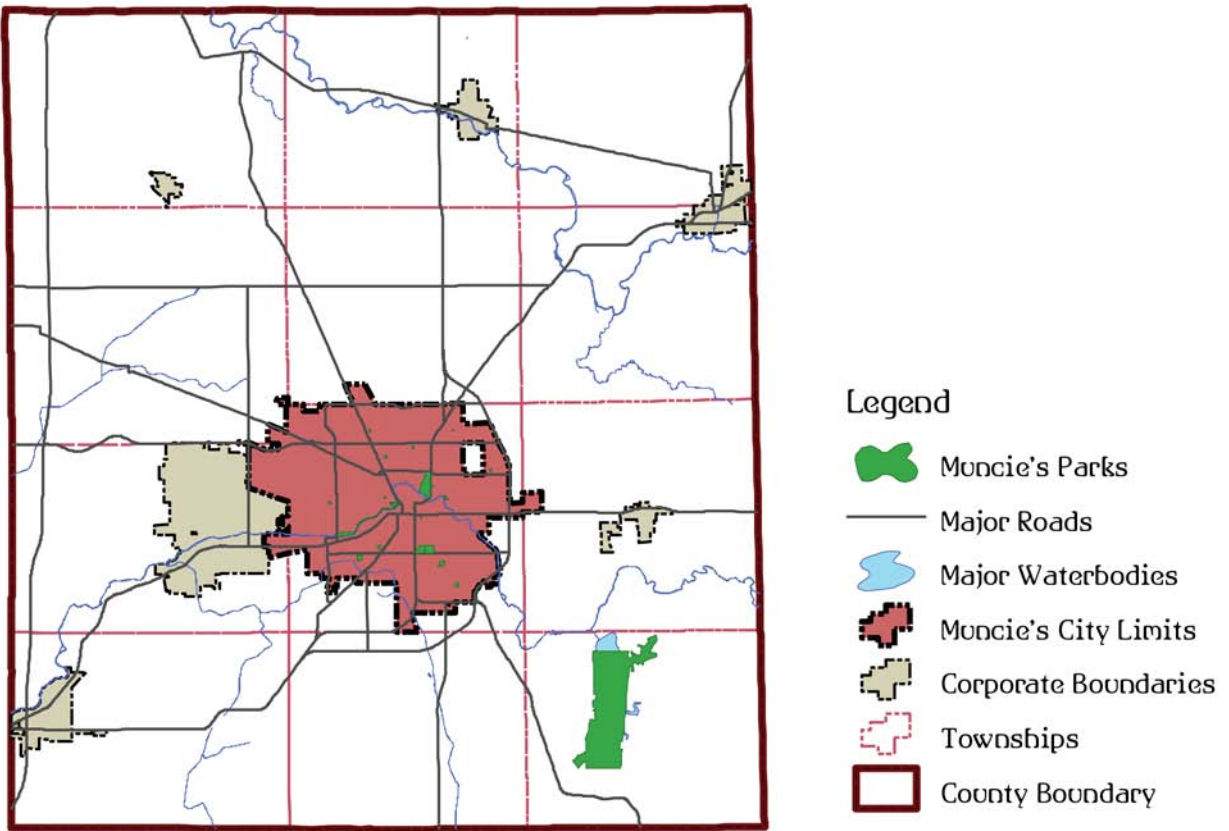 Legend
Muncie's Parks
Major Roads
Major Waterbodies
Muncie's City Limits
Corporate Boundaries
Townships
County Boundary